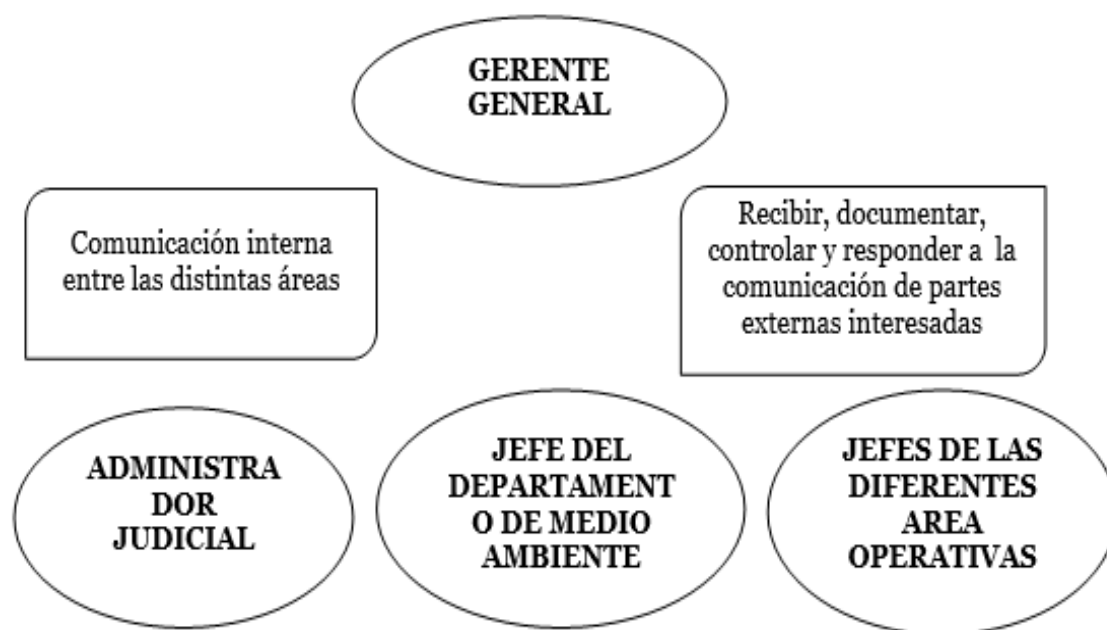 GERENTE
GENERAL
Comunicación interna
entre las distintas áreas
Recibir, documentar,
controlar y responder a la
comunicación de partes
externas interesadas
ADMINISTRA
DOR
JUDICIAL
JEFE DEL
DEPARTAMENT
O DE MEDIO
AMBIENTE
JEFES DE LAS
DIFERENTES
AREA
OPERATIVAS